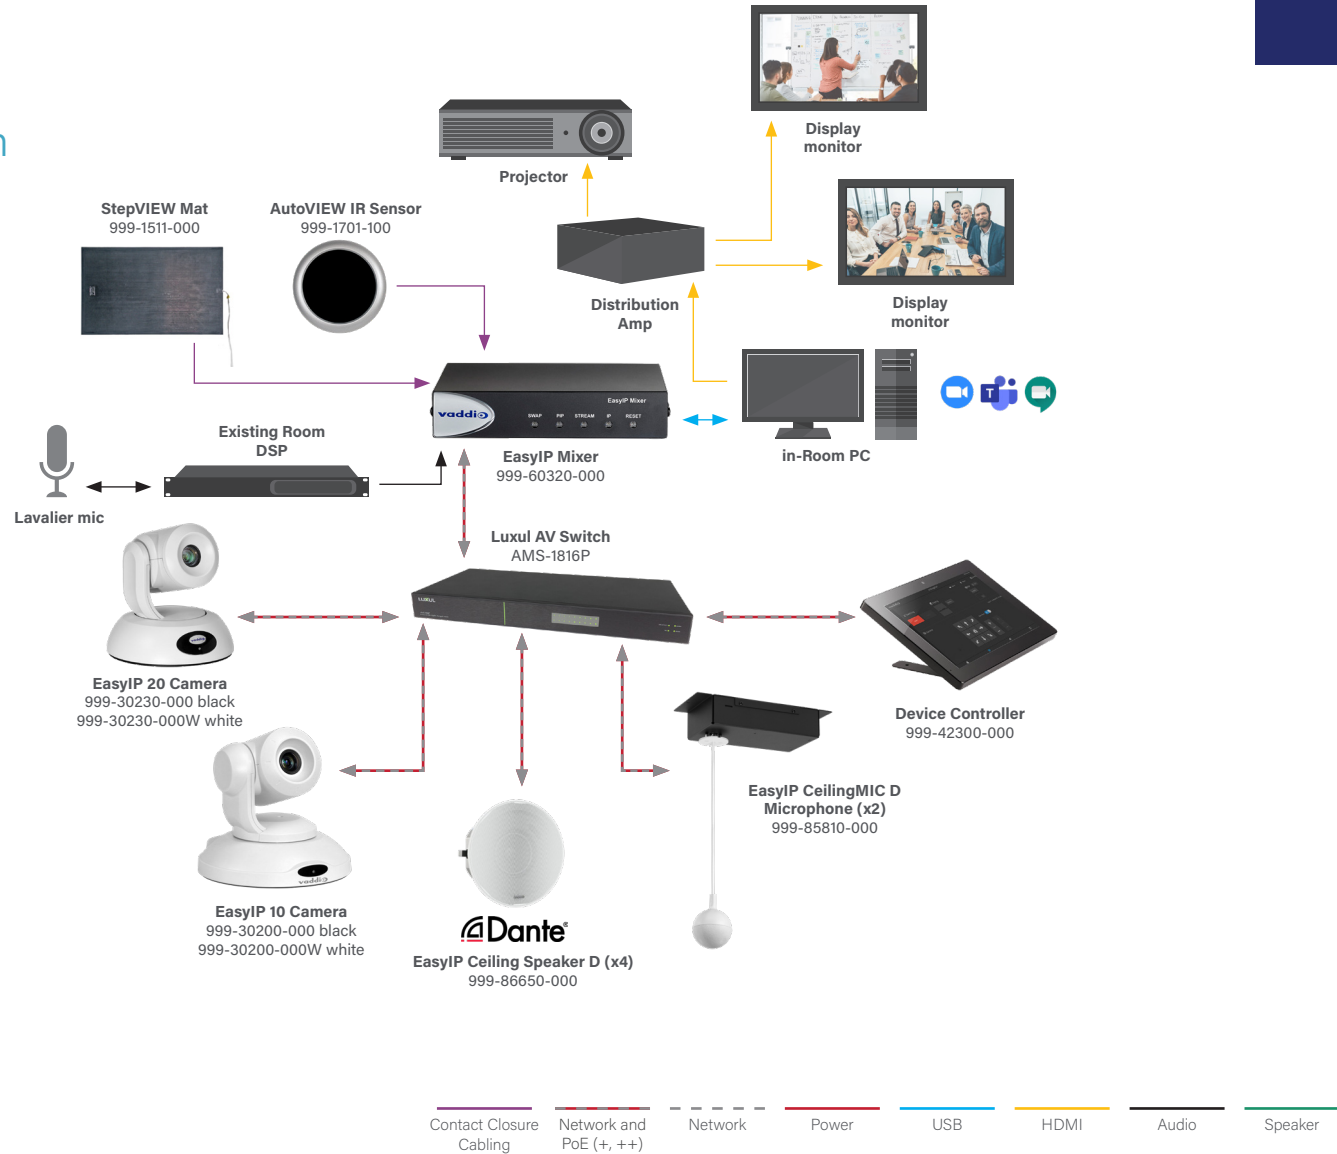 n
Display
monitor
Projector
StepVIEW Mat
999-1511-000
AutoVIEW IR Sensor
999-1701-100
Distribution
Amp
Display
monitor
EasyIP Mixer
vaddio
SWAP PIP STREAM IP RESET
T
Existing Room
DSP
EasyIP Mixer
999-60320-000
in-Room PC
Lavalier mic
Luxul AV Switch
AMS-1816P
LUXUL
vaddio
EasyIP 20 Camera
999-30230-000 black
999-30230-000W white
Device Controller
999-42300-000
EasyIP CeilingMIC D
Microphone (x2)
999-85810-000
vaddio
EasyIP 10 Camera
999-30200-000 black
999-30200-000W white
Dante
EasyIP Ceiling Speaker D (x4)
999-86650-000
Contact Closure
Cabling
Network and
PoE (+, ++)
Network
Power
USB
HDMI
Audio
Speaker